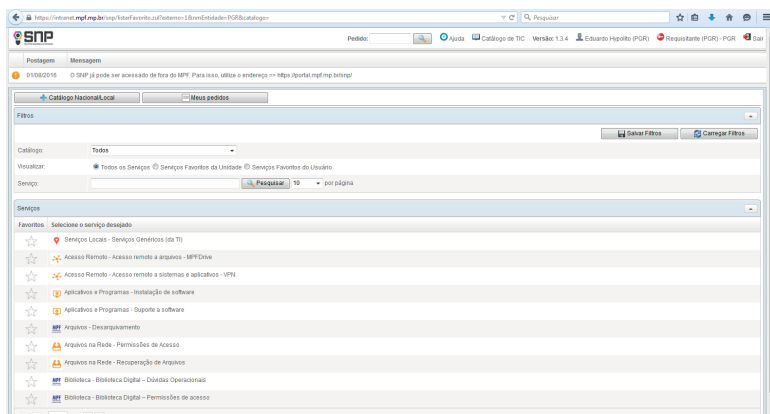 https://intranet.mpf.mp.br/snp/listarFavorito.zul?externo=1&nmEntidade=PGR&catalogo=
Pesquisar
SNP
Pedido: Ajuda Catálogo de TIC Versão: 1.3.4 Eduardo Hypolito (PGR) Requisitante (PGR) - PGR Sair
Postagem Mensagem
01/08/2016 O SNP já pode ser acessado de fora do MPF. Para isso, utilize o endereço => https://portal.mpf.mp.br/snp/
Catálogo Nacional/Local Meus pedidos
Filtros
Salvar Filtros Carregar Filtros
Catálogo: Todos
Visualizar: Todos os Serviços Serviços Favoritos da Unidade Serviços Favoritos do Usuário
Serviço: Pesquisar 10 por página
Serviços
Favoritos Selecione o serviço desejado
Serviços Locais - Serviços Genéricos (da TI)
Acesso Remoto - Acesso remoto a arquivos - MPFDrive
Acesso Remoto - Acesso remoto a sistemas e aplicativos - VPN
Aplicativos e Programas - Instalação de software
Aplicativos e Programas - Suporte a software
MPF Arquivos - Desarquivamento
Arquivos na Rede - Permissões de Acesso
Arquivos na Rede - Recuperação de Arquivos
MPF Biblioteca - Biblioteca Digital – Dúvidas Operacionais
MPF Biblioteca - Biblioteca Digital – Permissões de acesso